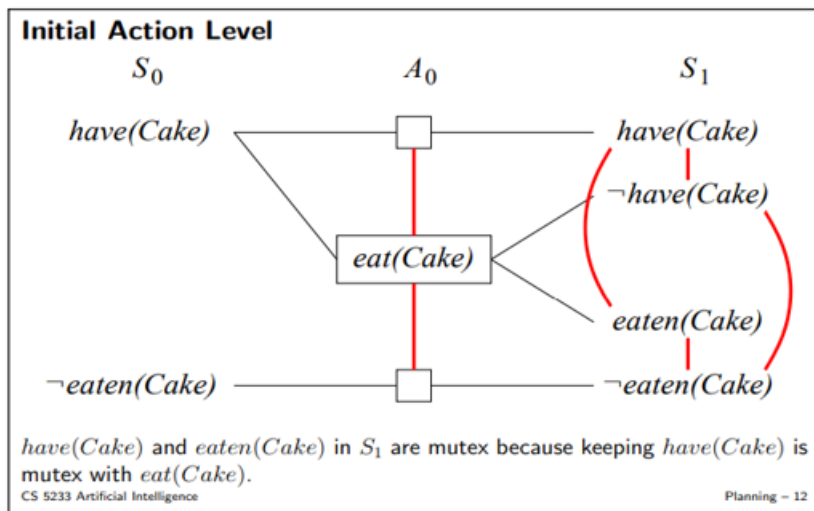 Initial Action Level
S₀ A₀ S₁
have(Cake) have(Cake)
¬have(Cake)
eat(Cake)
eaten(Cake)
¬eaten(Cake) ¬eaten(Cake)
have(Cake) and eaten(Cake) in S₁ are mutex because keeping have(Cake) is
mutex with eat(Cake).
CS 5233 Artificial Intelligence Planning – 12